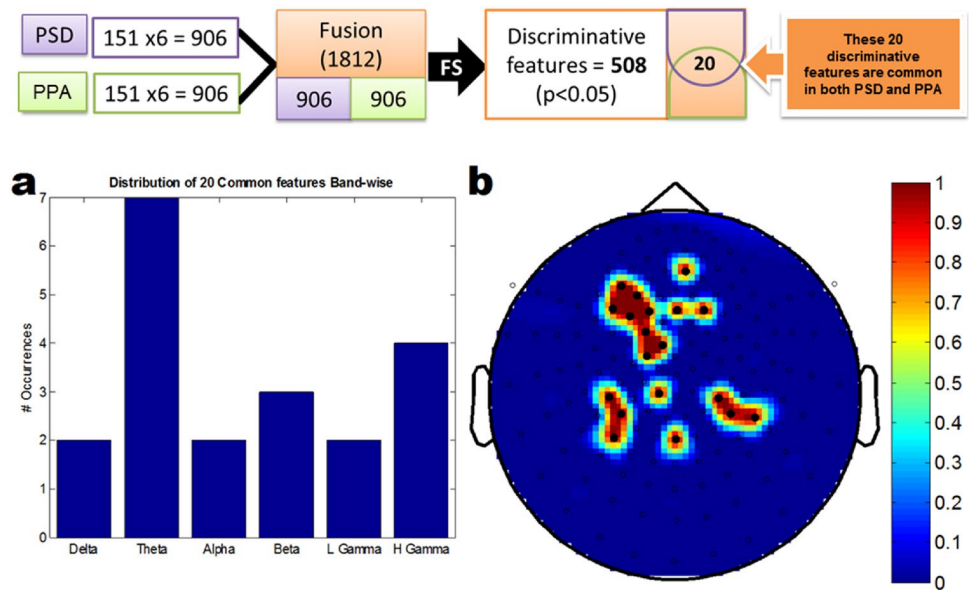 PSD
151 x6 = 906
PPA
151 x6 = 906
Fusion
(1812)
906
906
FS
Discriminative
features = 508
(p<0.05)
20
These 20
discriminative
features are common
in both PSD and PPA
a
Distribution of 20 Common features Band-wise
# Occurrences
7
6
5
4
3
2
1
0
Delta
Theta
Alpha
Beta
L Gamma
H Gamma
b
1
0.9
0.8
0.7
0.6
0.5
0.4
0.3
0.2
0.1
0